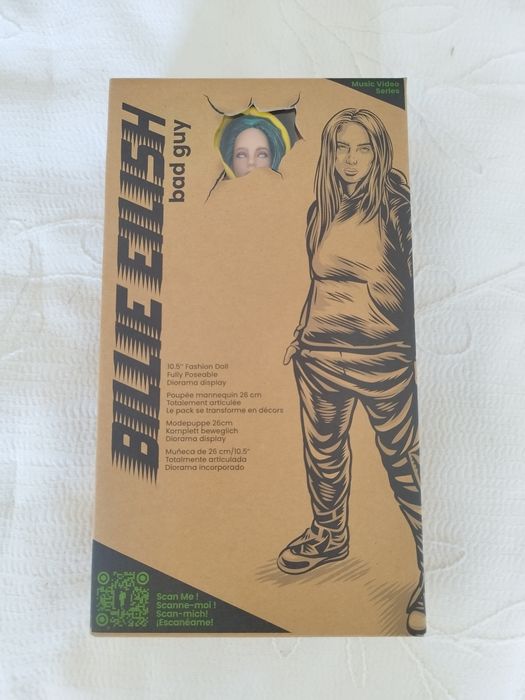 Music Video
Series
BILLIE EILISH
bad guy
10.5" Fashion Doll
Fully Poseable
Diorama display
Poupée mannequin 26 cm
Totalement articulée
Le pack se transforme en décors
Modepuppe 26cm
Komplett beweglich
Diorama display
Muñeca de 26 cm/10.5"
Totalmente articulada
Diorama incorporado
Scan Me !
Scanne-moi !
Scan-mich!
¡Escanéame!